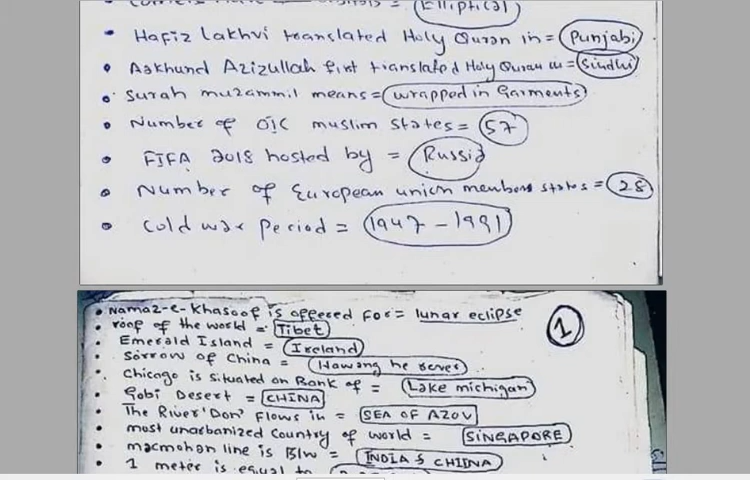 = Elliptical
• Hafiz Lakhvi translated Holy Quran in = Punjabi
• Aakhund Azizullah first translated Holy Quran in = Sindhi
• Surah muzammil means = wrapped in Garments
• Number of OIC muslim states = 57
• FIFA 2018 hosted by = Russia
• Number of European union members states = 28
• Cold war period = 1947 - 1991
• Namaz-e-Khasoof is offered for = lunar eclipse
1
• roof of the world = Tibet
• Emerald Island = Ireland
• Sorrow of China = Hawang he
• Chicago is situated on Bank of = Lake michigan
• Gobi Desert = CHINA
• The River 'Don' Flows in = SEA OF AZOV
• most unarbanized Country of world = SINGAPORE
• macmohan line is B/w = INDIA & CHIINA
• 1 meter is equal to